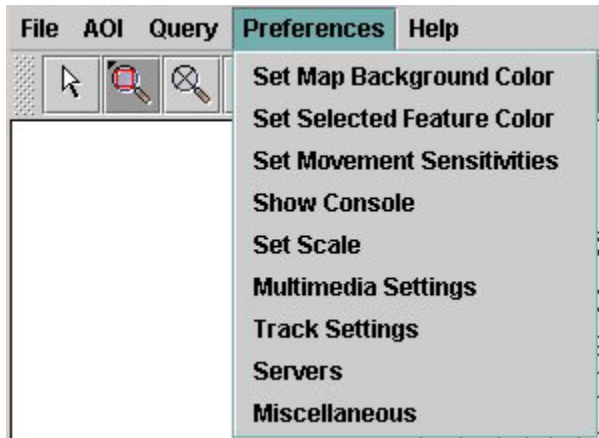 File AOI Query Preferences Help
Set Map Background Color
Set Selected Feature Color
Set Movement Sensitivities
Show Console
Set Scale
Multimedia Settings
Track Settings
Servers
Miscellaneous